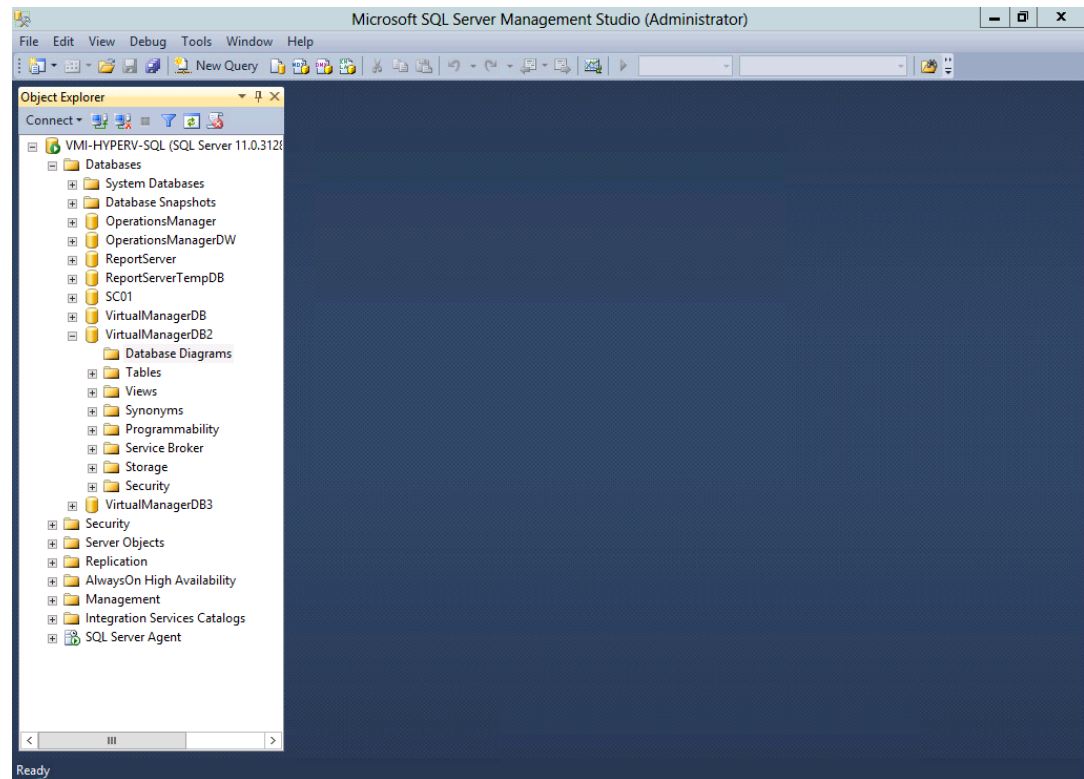 Microsoft SQL Server Management Studio (Administrator)
File Edit View Debug Tools Window Help
New Query
Object Explorer
Connect
VMI-HYPERV-SQL (SQL Server 11.0.3128
Databases
System Databases
Database Snapshots
OperationsManager
OperationsManagerDW
ReportServer
ReportServerTempDB
SC01
VirtualManagerDB
VirtualManagerDB2
Database Diagrams
Tables
Views
Synonyms
Programmability
Service Broker
Storage
Security
VirtualManagerDB3
Security
Server Objects
Replication
AlwaysOn High Availability
Management
Integration Services Catalogs
SQL Server Agent
Ready